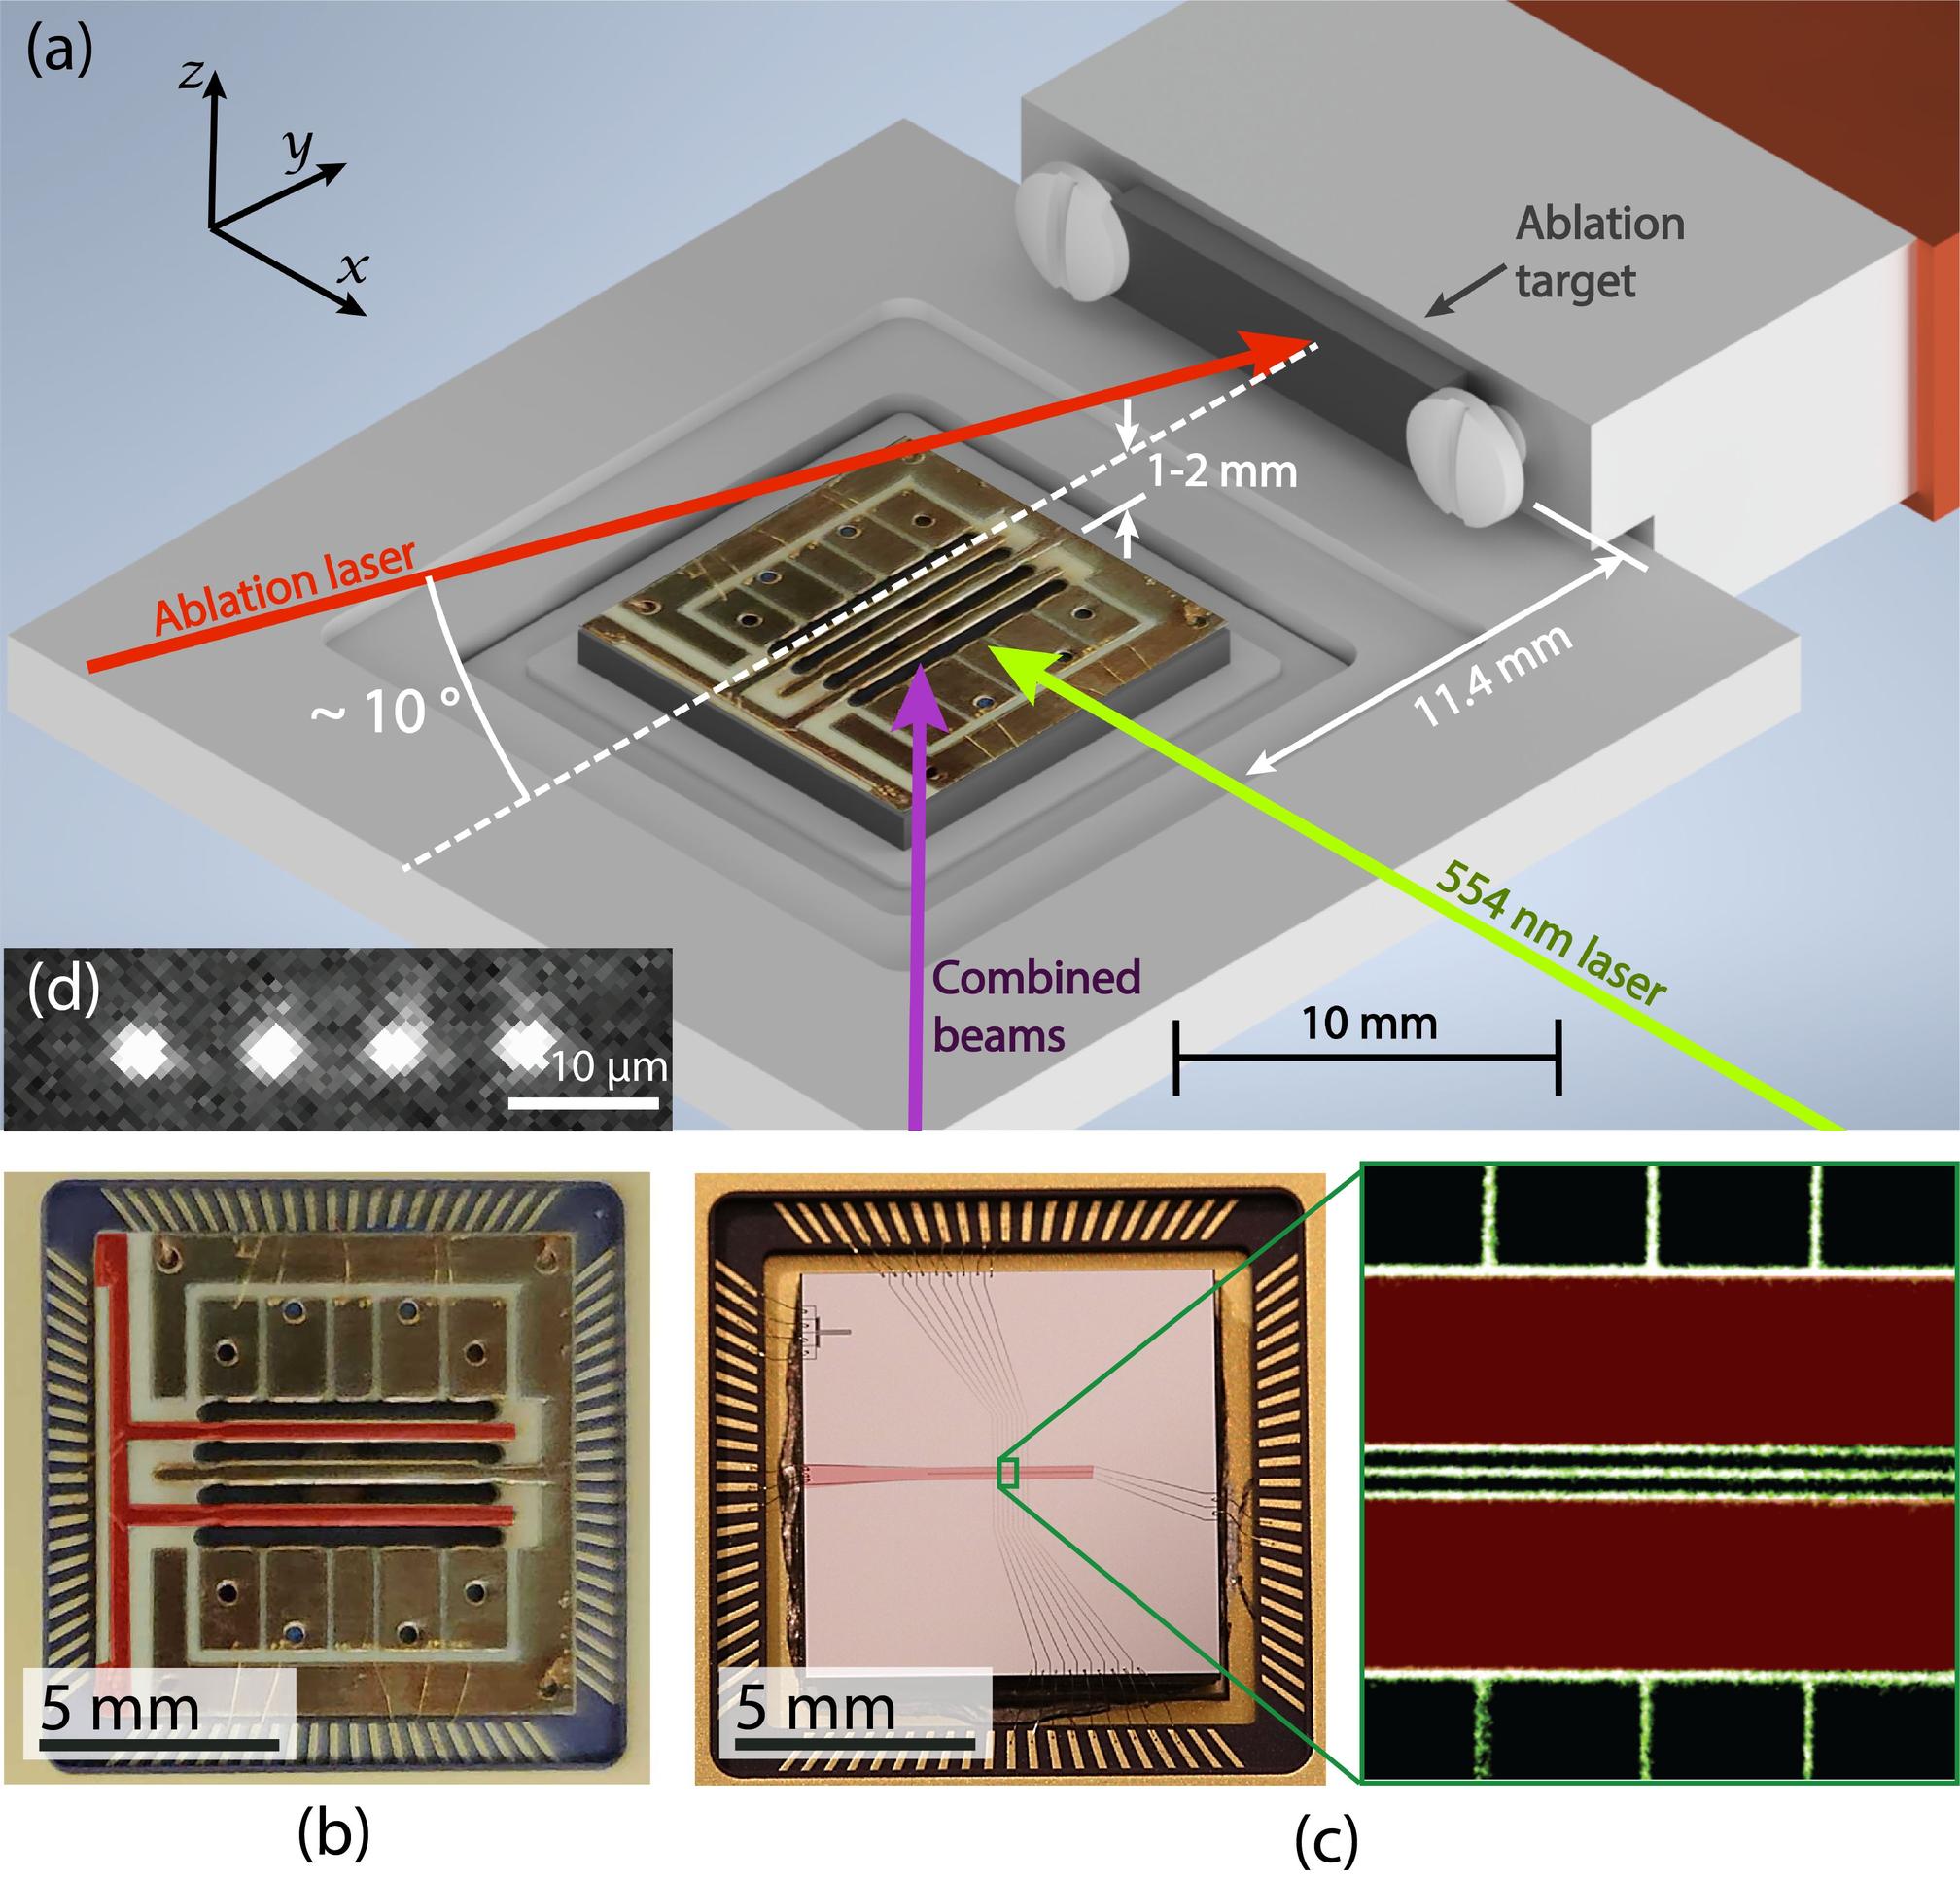 (a)
z
y
x
Ablation
target
1-2 mm
Ablation laser
~ 10 °
11.4 mm
554 nm laser
Combined
beams
10 mm
(d)
10 µm
5 mm
5 mm
(b)
(c)